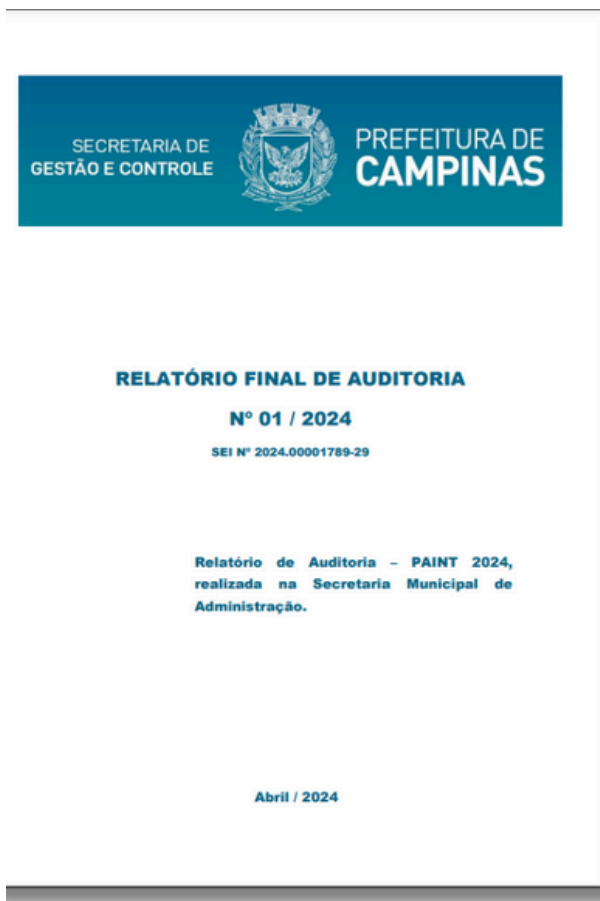 SECRETARIA DE
GESTÃO E CONTROLE
PREFEITURA DE
CAMPINAS
RELATÓRIO FINAL DE AUDITORIA
Nº 01 / 2024
SEI Nº 2024.00001789-29
Relatório de Auditoria – PAINT 2024,
realizada na Secretaria Municipal de
Administração.
Abril / 2024